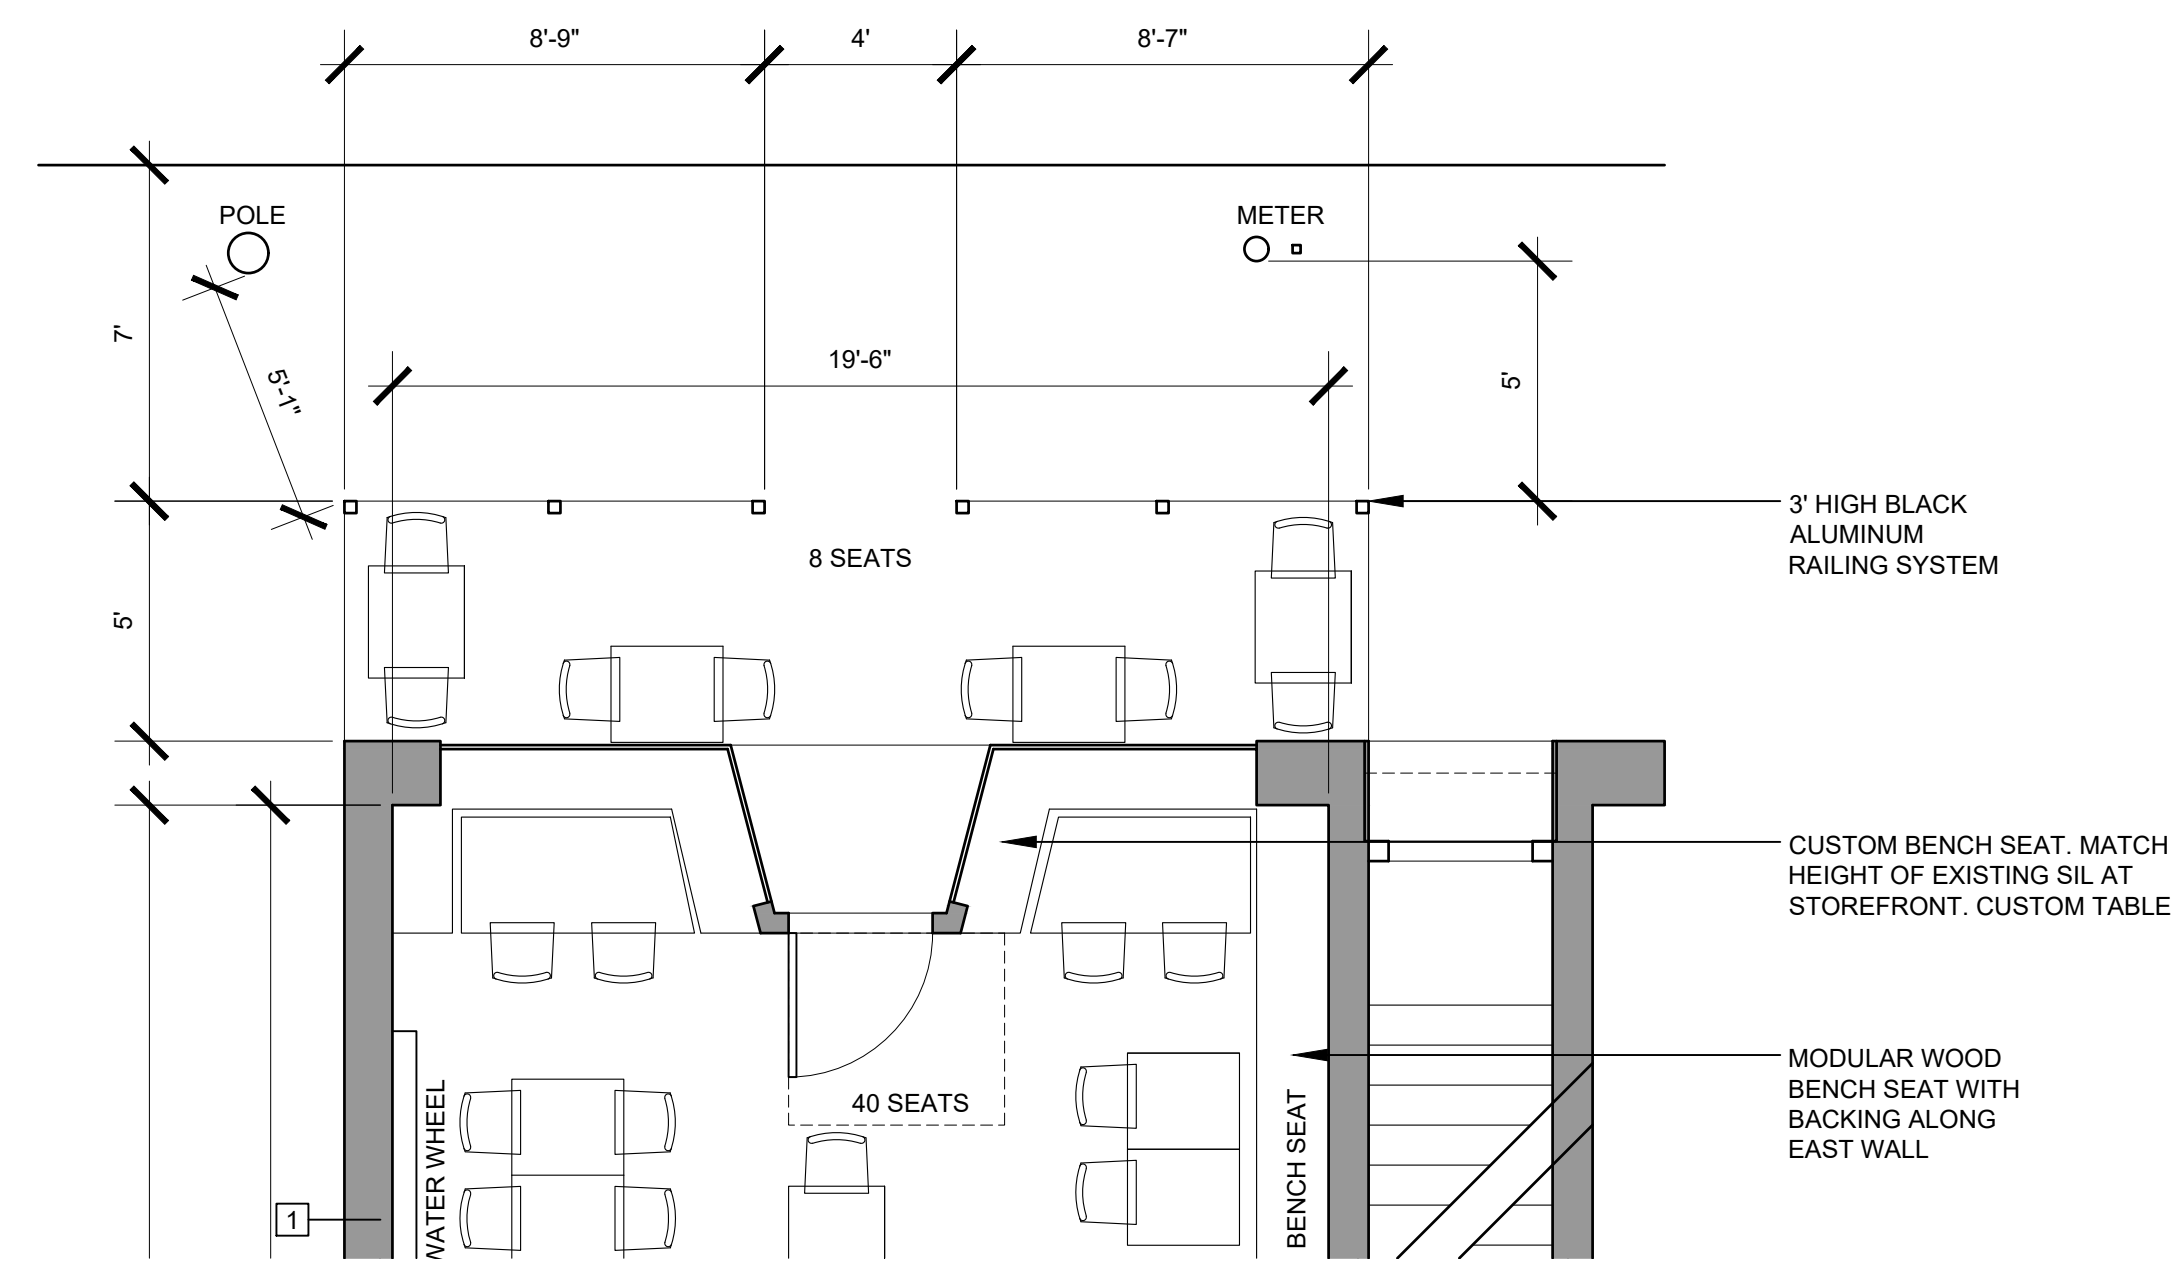 8'-9"
4'
8'-7"
POLE
METER
7'
5'-1"
19'-6"
5'
3' HIGH BLACK
ALUMINUM
RAILING SYSTEM
8 SEATS
5'
CUSTOM BENCH SEAT. MATCH
HEIGHT OF EXISTING SIL AT
STOREFRONT. CUSTOM TABLE
MODULAR WOOD
BENCH SEAT WITH
BACKING ALONG
EAST WALL
40 SEATS
WATER WHEEL
BENCH SEAT
1